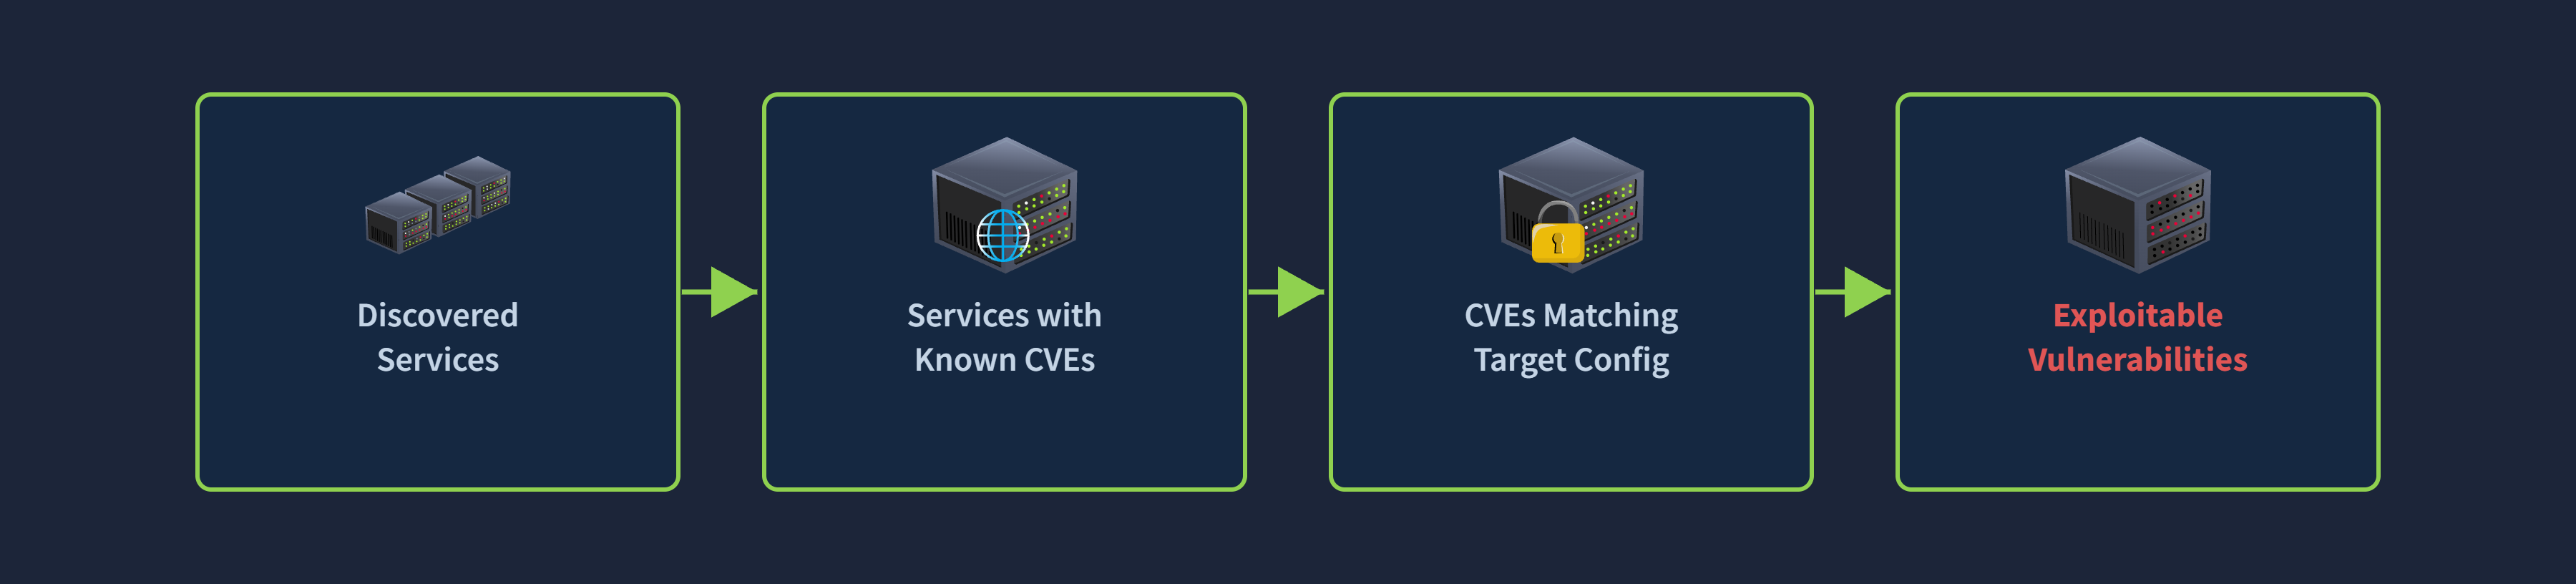 Discovered
Services
Services with
Known CVEs
CVEs Matching
Target Config
Exploitable
Vulnerabilities